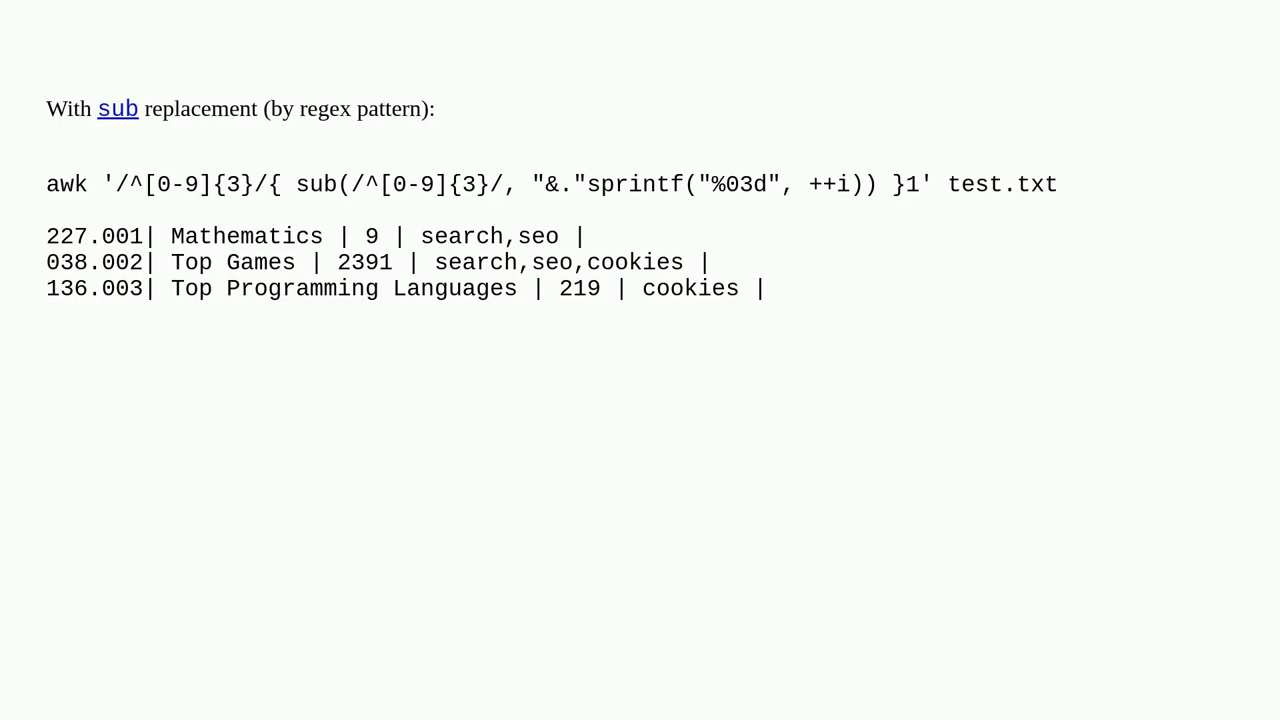 With sub replacement (by regex pattern):
awk '/^[0-9]{3}/{ sub(/^[0-9]{3}/, "&."sprintf("%03d", ++i)) }1' test.txt
227.001| Mathematics | 9 | search,seo |
038.002| Top Games | 2391 | search,seo,cookies |
136.003| Top Programming Languages | 219 | cookies |